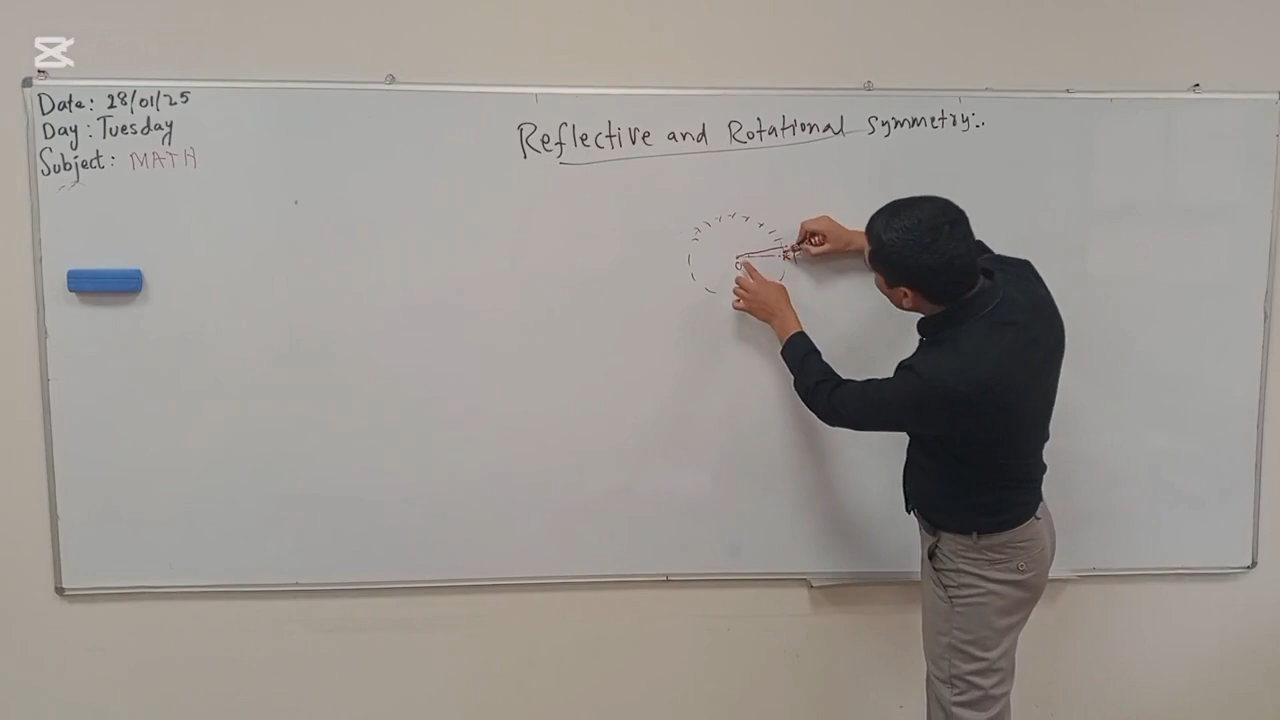 Date: 28/01/25
Day: Tuesday
Subject: MATH
Reflective and Rotational Symmetry:.
O